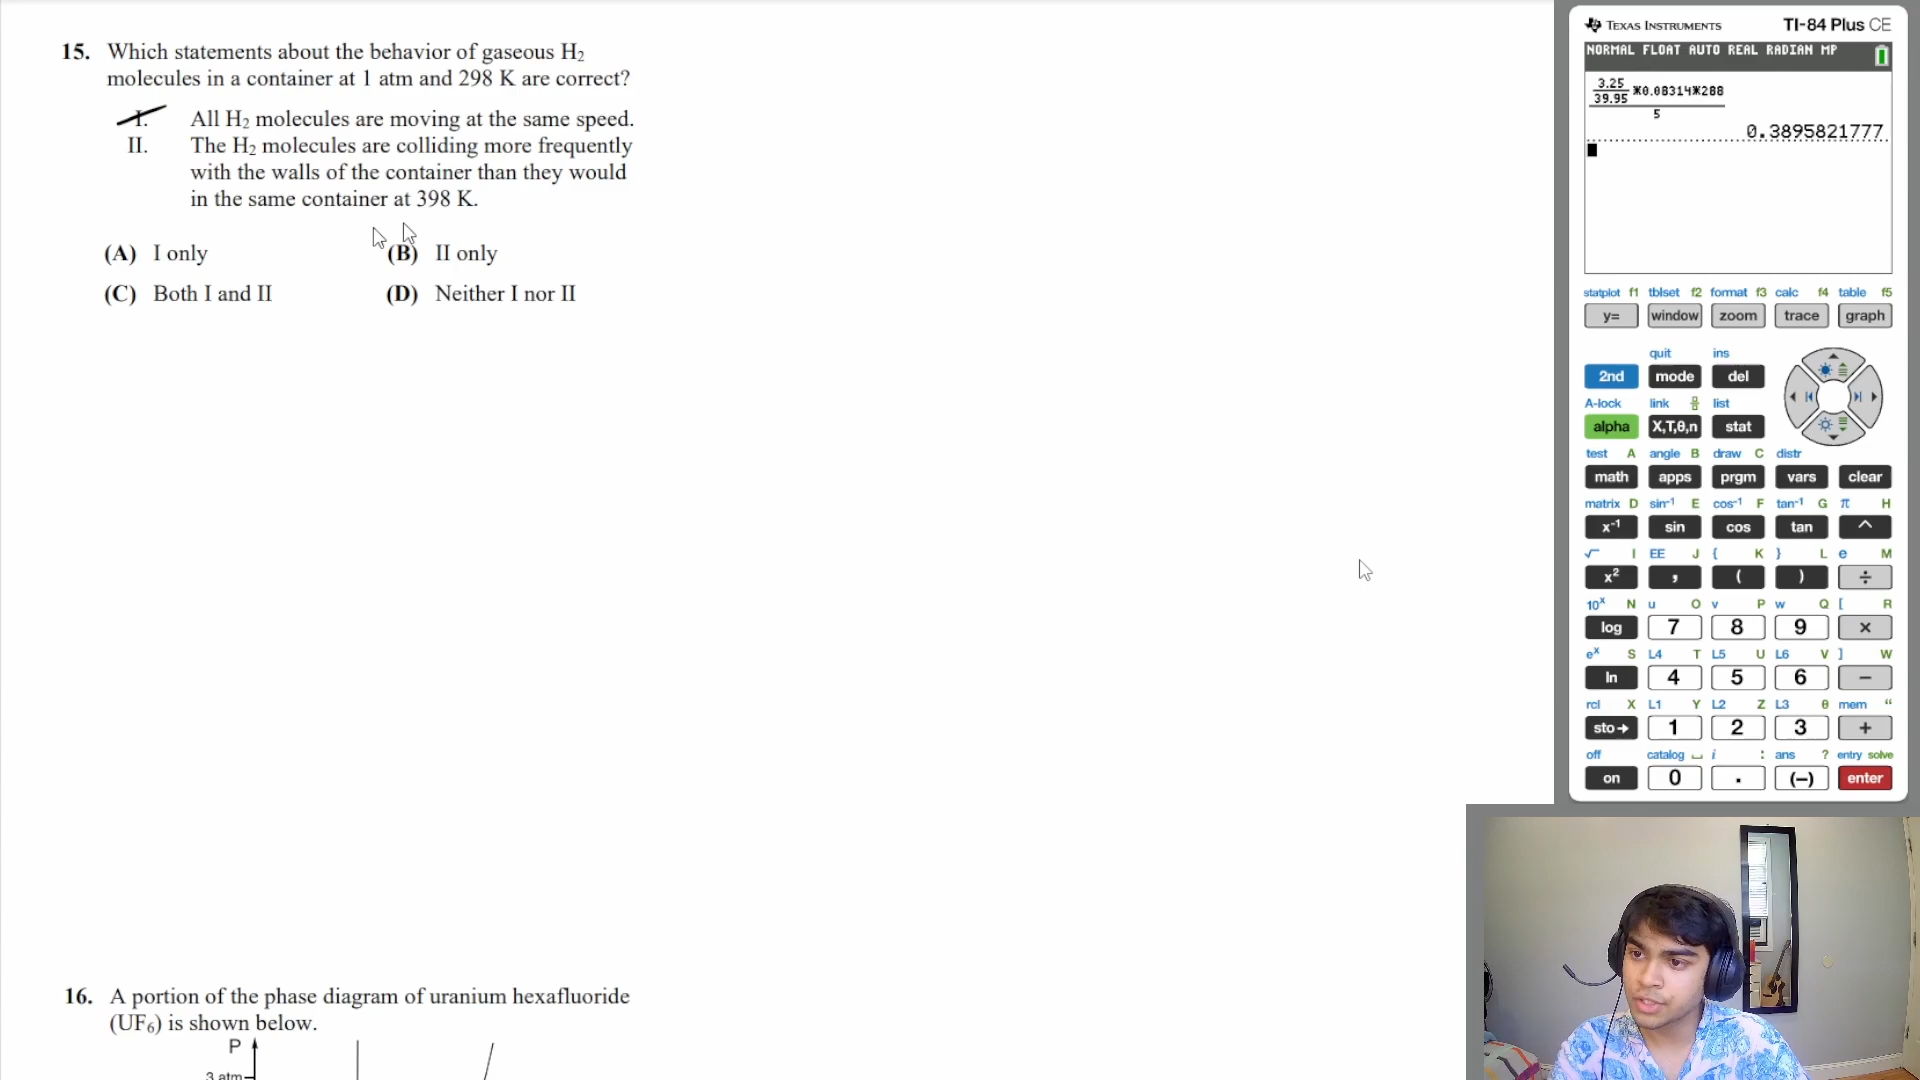 15. Which statements about the behavior of gaseous H₂
molecules in a container at 1 atm and 298 K are correct?
I. All H₂ molecules are moving at the same speed.
II. The H₂ molecules are colliding more frequently
with the walls of the container than they would
in the same container at 398 K.
(A) I only (B) II only
(C) Both I and II (D) Neither I nor II
16. A portion of the phase diagram of uranium hexafluoride
(UF₆) is shown below.
P
3 atm
TEXAS INSTRUMENTS TI-84 Plus CE
NORMAL FLOAT AUTO REAL RADIAN MP
3.25
39.95 *0.08314*288
5
0.3895821777
statplot f1 tblset f2 format f3 calc f4 table f5
y= window zoom trace graph
quit ins
2nd mode del
A-lock link list
alpha X,T,θ,n stat
test A angle B draw C distr
math apps prgm vars clear
matrix D sin⁻¹ E cos⁻¹ F tan⁻¹ G π H
x⁻¹ sin cos tan ^
√ I EE J { K } L e M
x² , ( ) ÷
10ˣ N u O v P w Q [ R
log 7 8 9 ×
eˣ S L4 T L5 U L6 V ] W
ln 4 5 6 −
rcl X L1 Y L2 Z L3 θ mem "
sto→ 1 2 3 +
off catalog ⎵ i : ans ? entry solve
on 0 . (−) enter